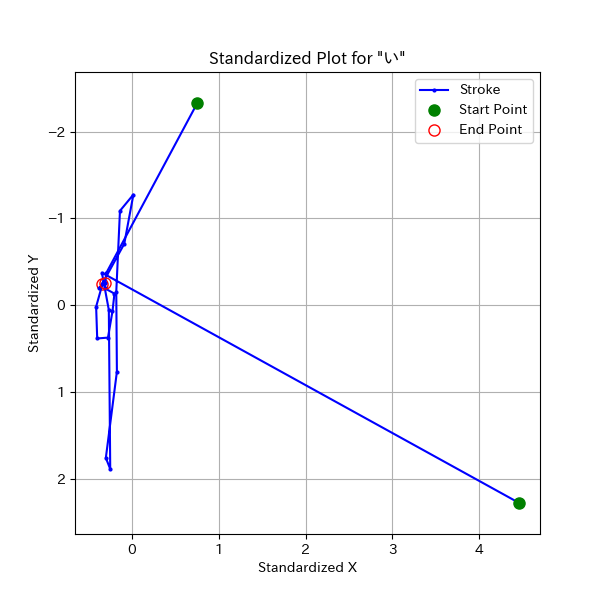 Standardized Plot for "い"
Stroke
Start Point
End Point
Standardized Y
−2
−1
0
1
2
0 1 2 3 4
Standardized X